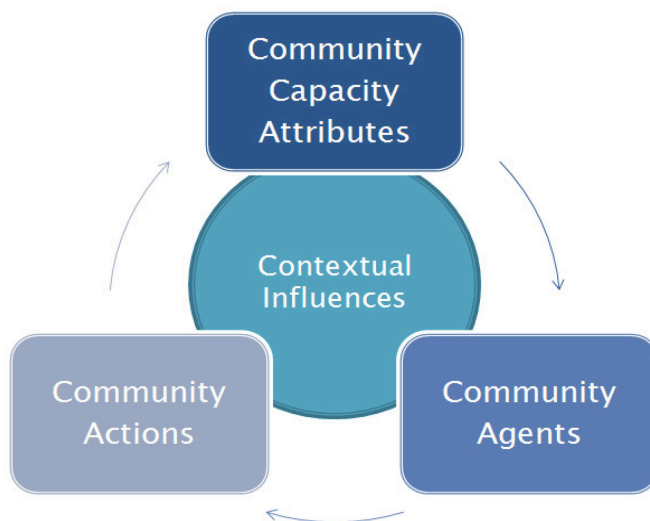 Community
Capacity
Attributes
Contextual
Influences
Community
Actions
Community
Agents